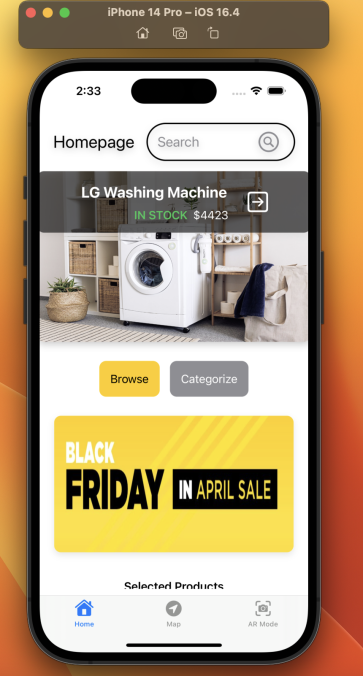 iPhone 14 Pro – iOS 16.4
2:33
Homepage
Search
LG Washing Machine
IN STOCK $4423
Browse
Categorize
BLACK
FRIDAY IN APRIL SALE
Selected Products
Home
Map
AR Mode